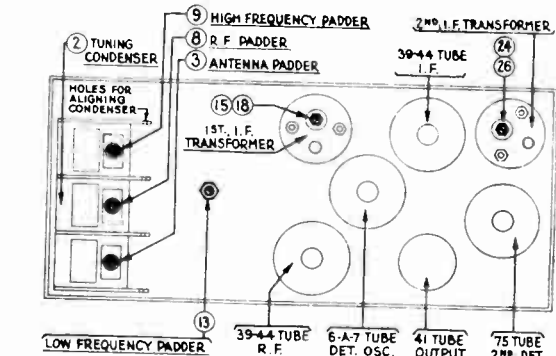 9 HIGH FREQUENCY PADDER
8 R.F. PADDER
3 ANTENNA PADDER
2 TUNING
CONDENSER
HOLES FOR
ALIGNING
CONDENSER
2ND. I.F. TRANSFORMER
24
26
39-44 TUBE
I.F.
15 18
1ST. I.F.
TRANSFORMER
13
LOW FREQUENCY PADDER
39-44 TUBE
R.F.
6-A-7 TUBE
DET. OSC.
41 TUBE
OUTPUT
75 TUBE
2ND. DET.